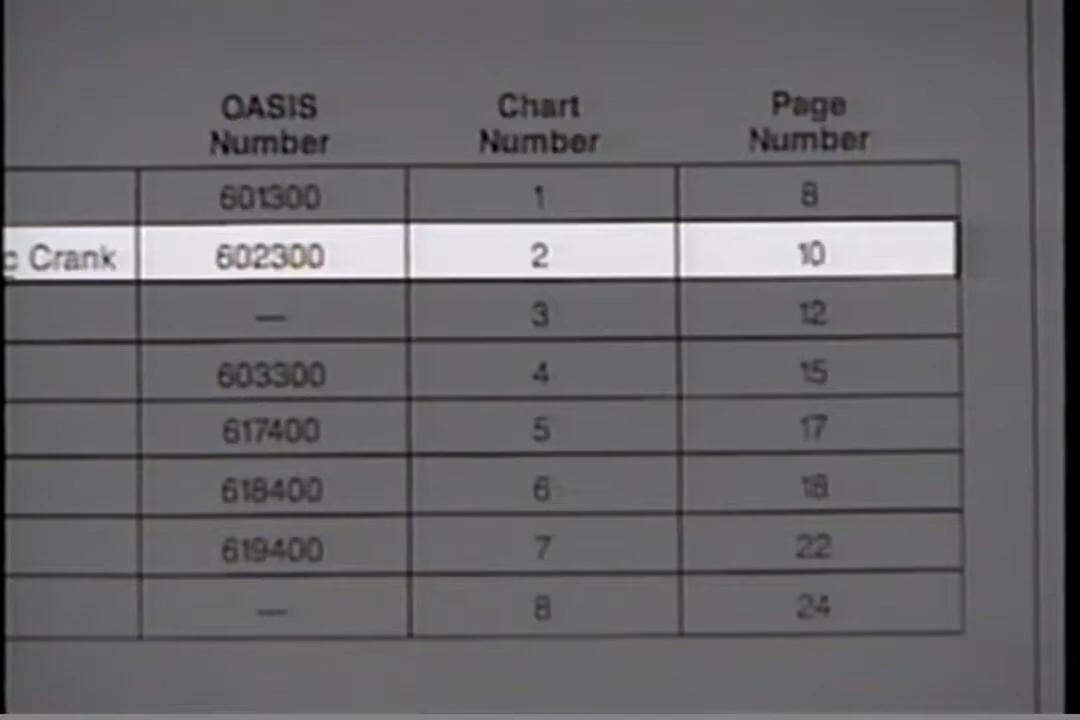 OASIS Number Chart Number Page Number
601300 1 8
Crank 602300 2 10
— 3 12
603300 4 15
617400 5 17
618400 6 18
619400 7 22
— 8 24